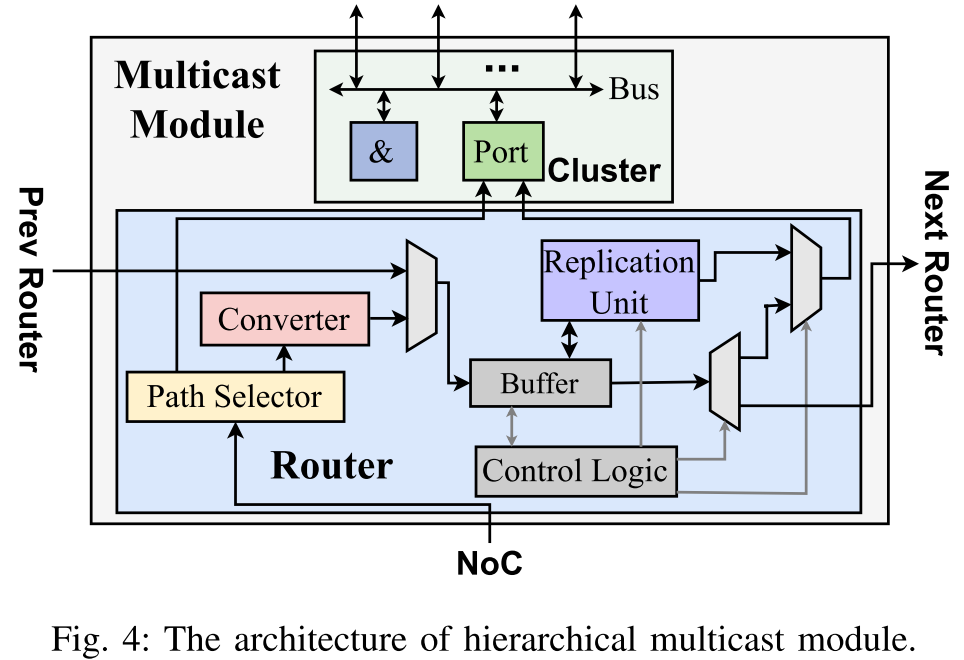 Multicast
Module
...
Bus
&
Port
Cluster
Prev Router
Next Router
Replication
Unit
Converter
Path Selector
Buffer
Router
Control Logic
NoC
Fig. 4: The architecture of hierarchical multicast module.